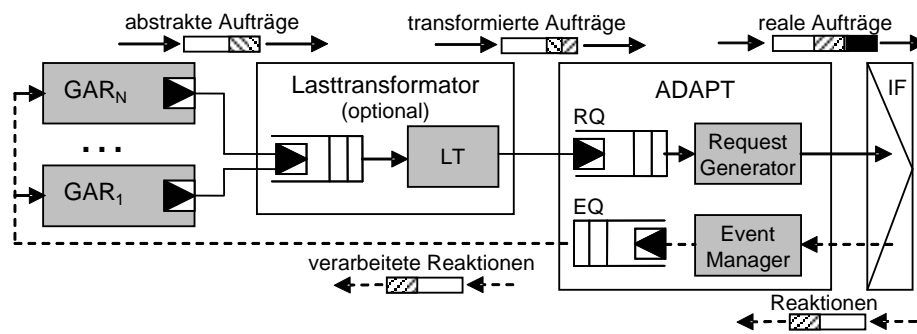 abstrakte Aufträge
transformierte Aufträge
reale Aufträge
GAR_N
...
GAR_1
Lasttransformator
(optional)
LT
ADAPT
RQ
Request
Generator
EQ
Event
Manager
IF
verarbeitete Reaktionen
Reaktionen